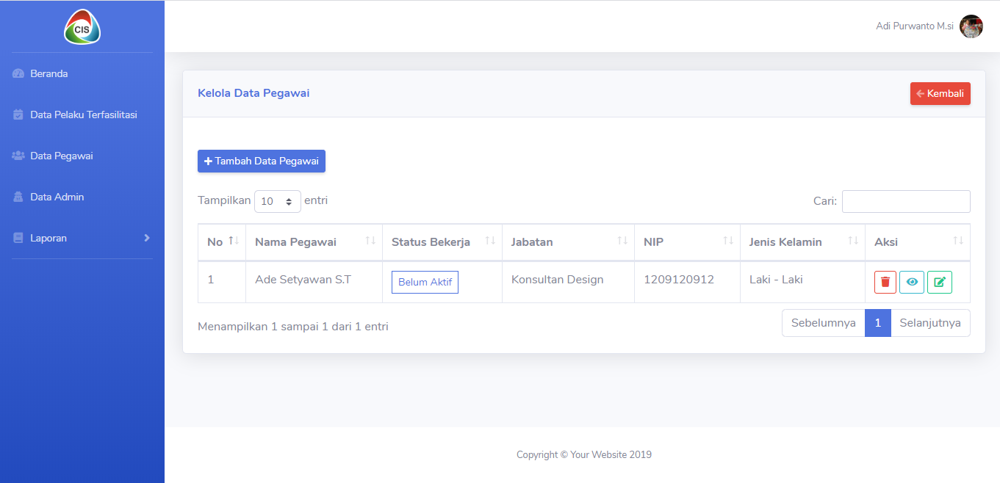 CIS
Adi Purwanto M.si
Beranda
Data Pelaku Terfasilitasi
Data Pegawai
Data Admin
Laporan
Kelola Data Pegawai
Kembali
Tambah Data Pegawai
Tampilkan 10 entri
Cari:
No Nama Pegawai Status Bekerja Jabatan NIP Jenis Kelamin Aksi
1 Ade Setyawan S.T Belum Aktif Konsultan Design 1209120912 Laki - Laki
Menampilkan 1 sampai 1 dari 1 entri
Sebelumnya 1 Selanjutnya
Copyright © Your Website 2019